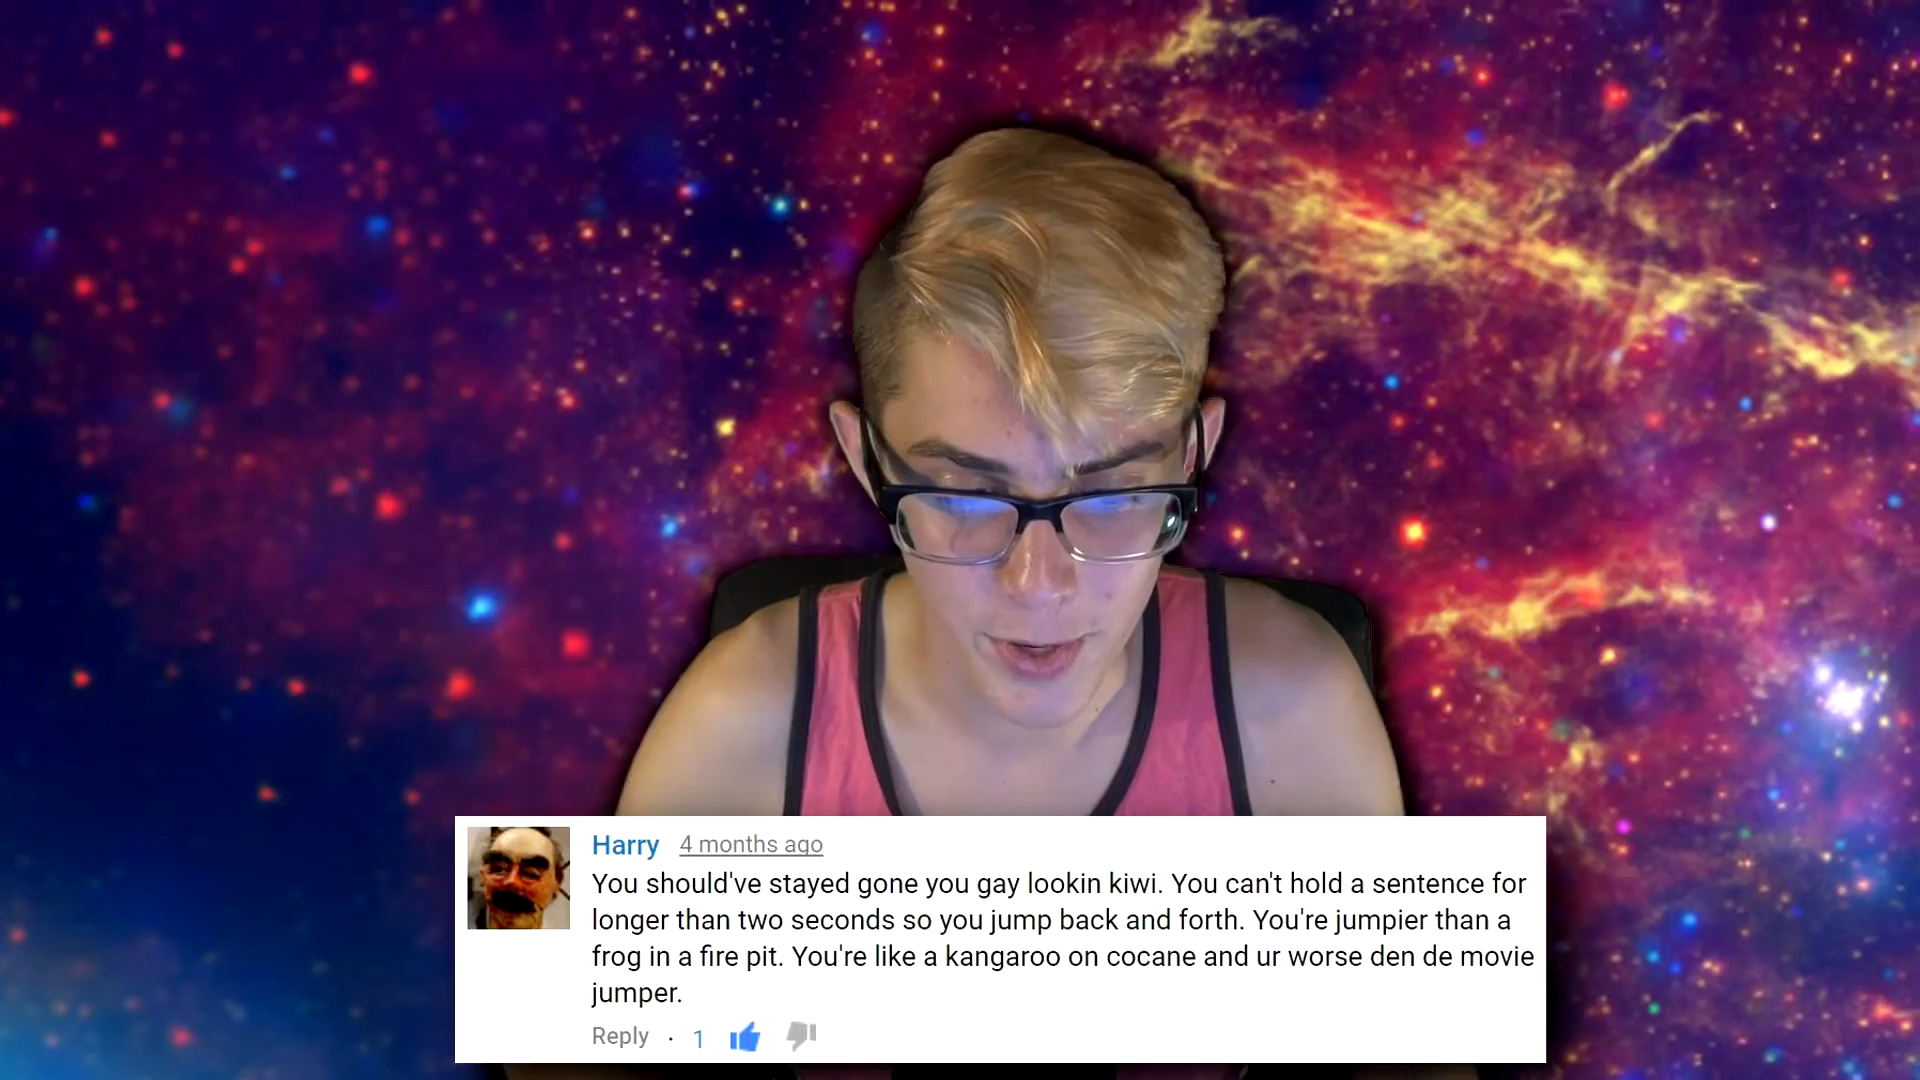 Harry 4 months ago
You should've stayed gone you gay lookin kiwi. You can't hold a sentence for
longer than two seconds so you jump back and forth. You're jumpier than a
frog in a fire pit. You're like a kangaroo on cocane and ur worse den de movie
jumper.
Reply · 1